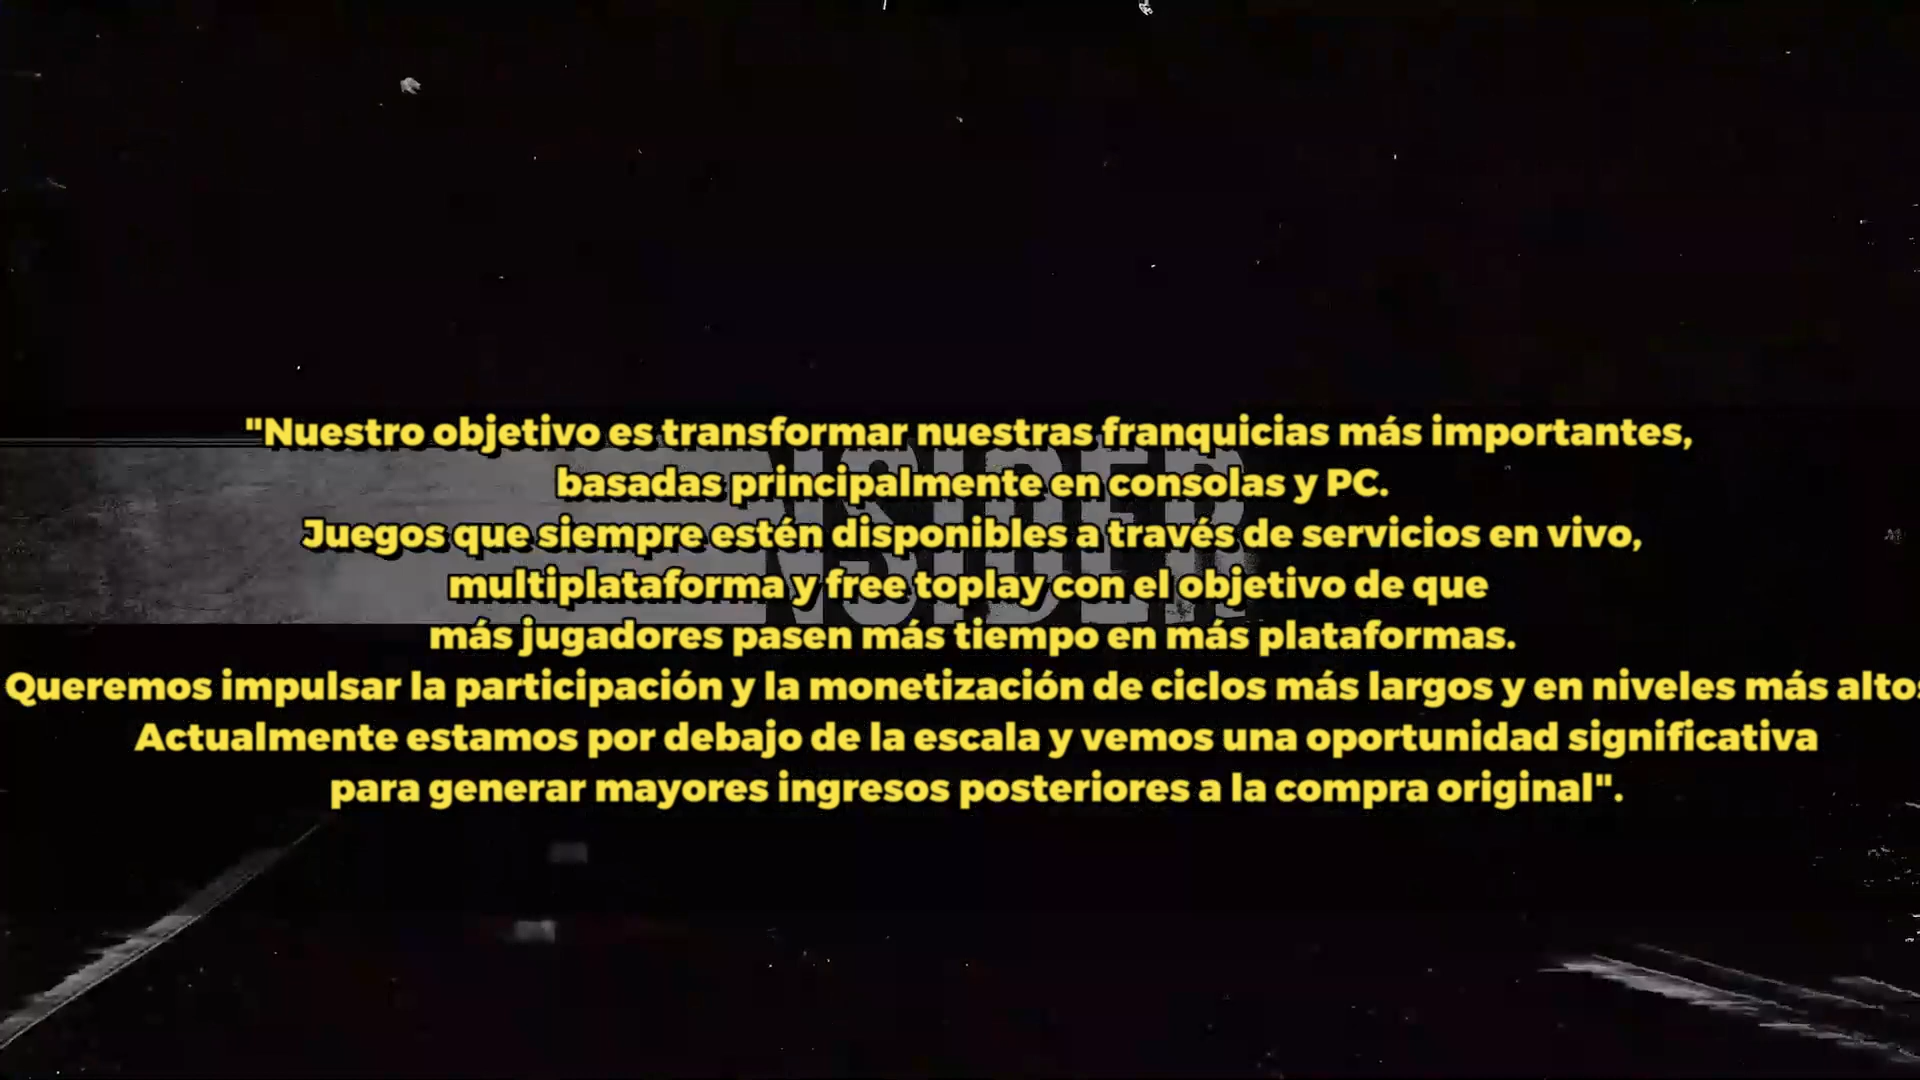 "Nuestro objetivo es transformar nuestras franquicias más importantes,
basadas principalmente en consolas y PC.
Juegos que siempre estén disponibles a través de servicios en vivo,
multiplataforma y free toplay con el objetivo de que
más jugadores pasen más tiempo en más plataformas.
Queremos impulsar la participación y la monetización de ciclos más largos y en niveles más altos
Actualmente estamos por debajo de la escala y vemos una oportunidad significativa
para generar mayores ingresos posteriores a la compra original".
NSIDER